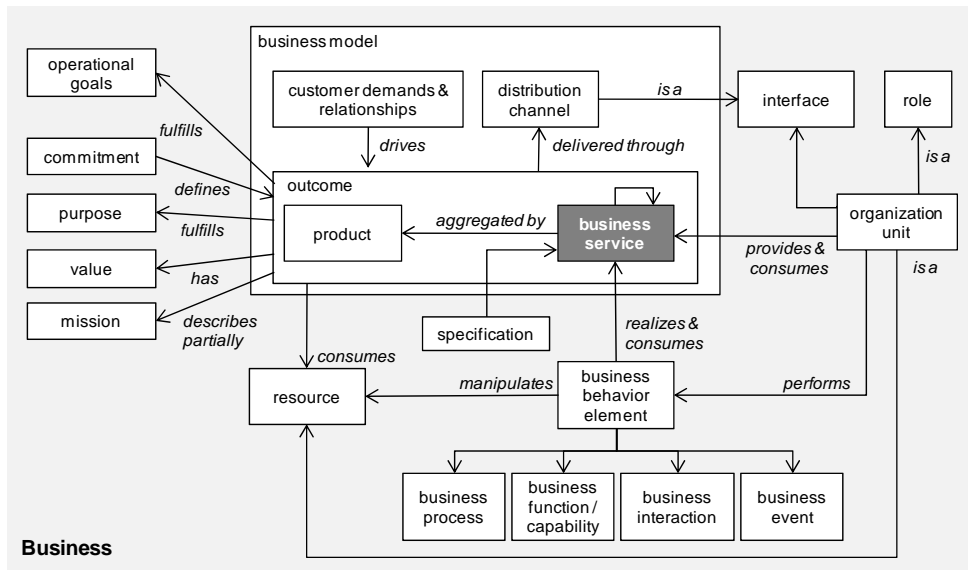 business model
operational
goals
customer demands &
relationships
distribution
channel
is a
interface
role
fulfills
commitment
drives
delivered through
is a
defines
outcome
purpose
fulfills
product
aggregated by
business
service
organization
unit
provides &
consumes
is a
value
has
mission
describes
partially
specification
realizes &
consumes
consumes
resource
manipulates
business
behavior
element
performs
business
process
business
function /
capability
business
interaction
business
event
Business